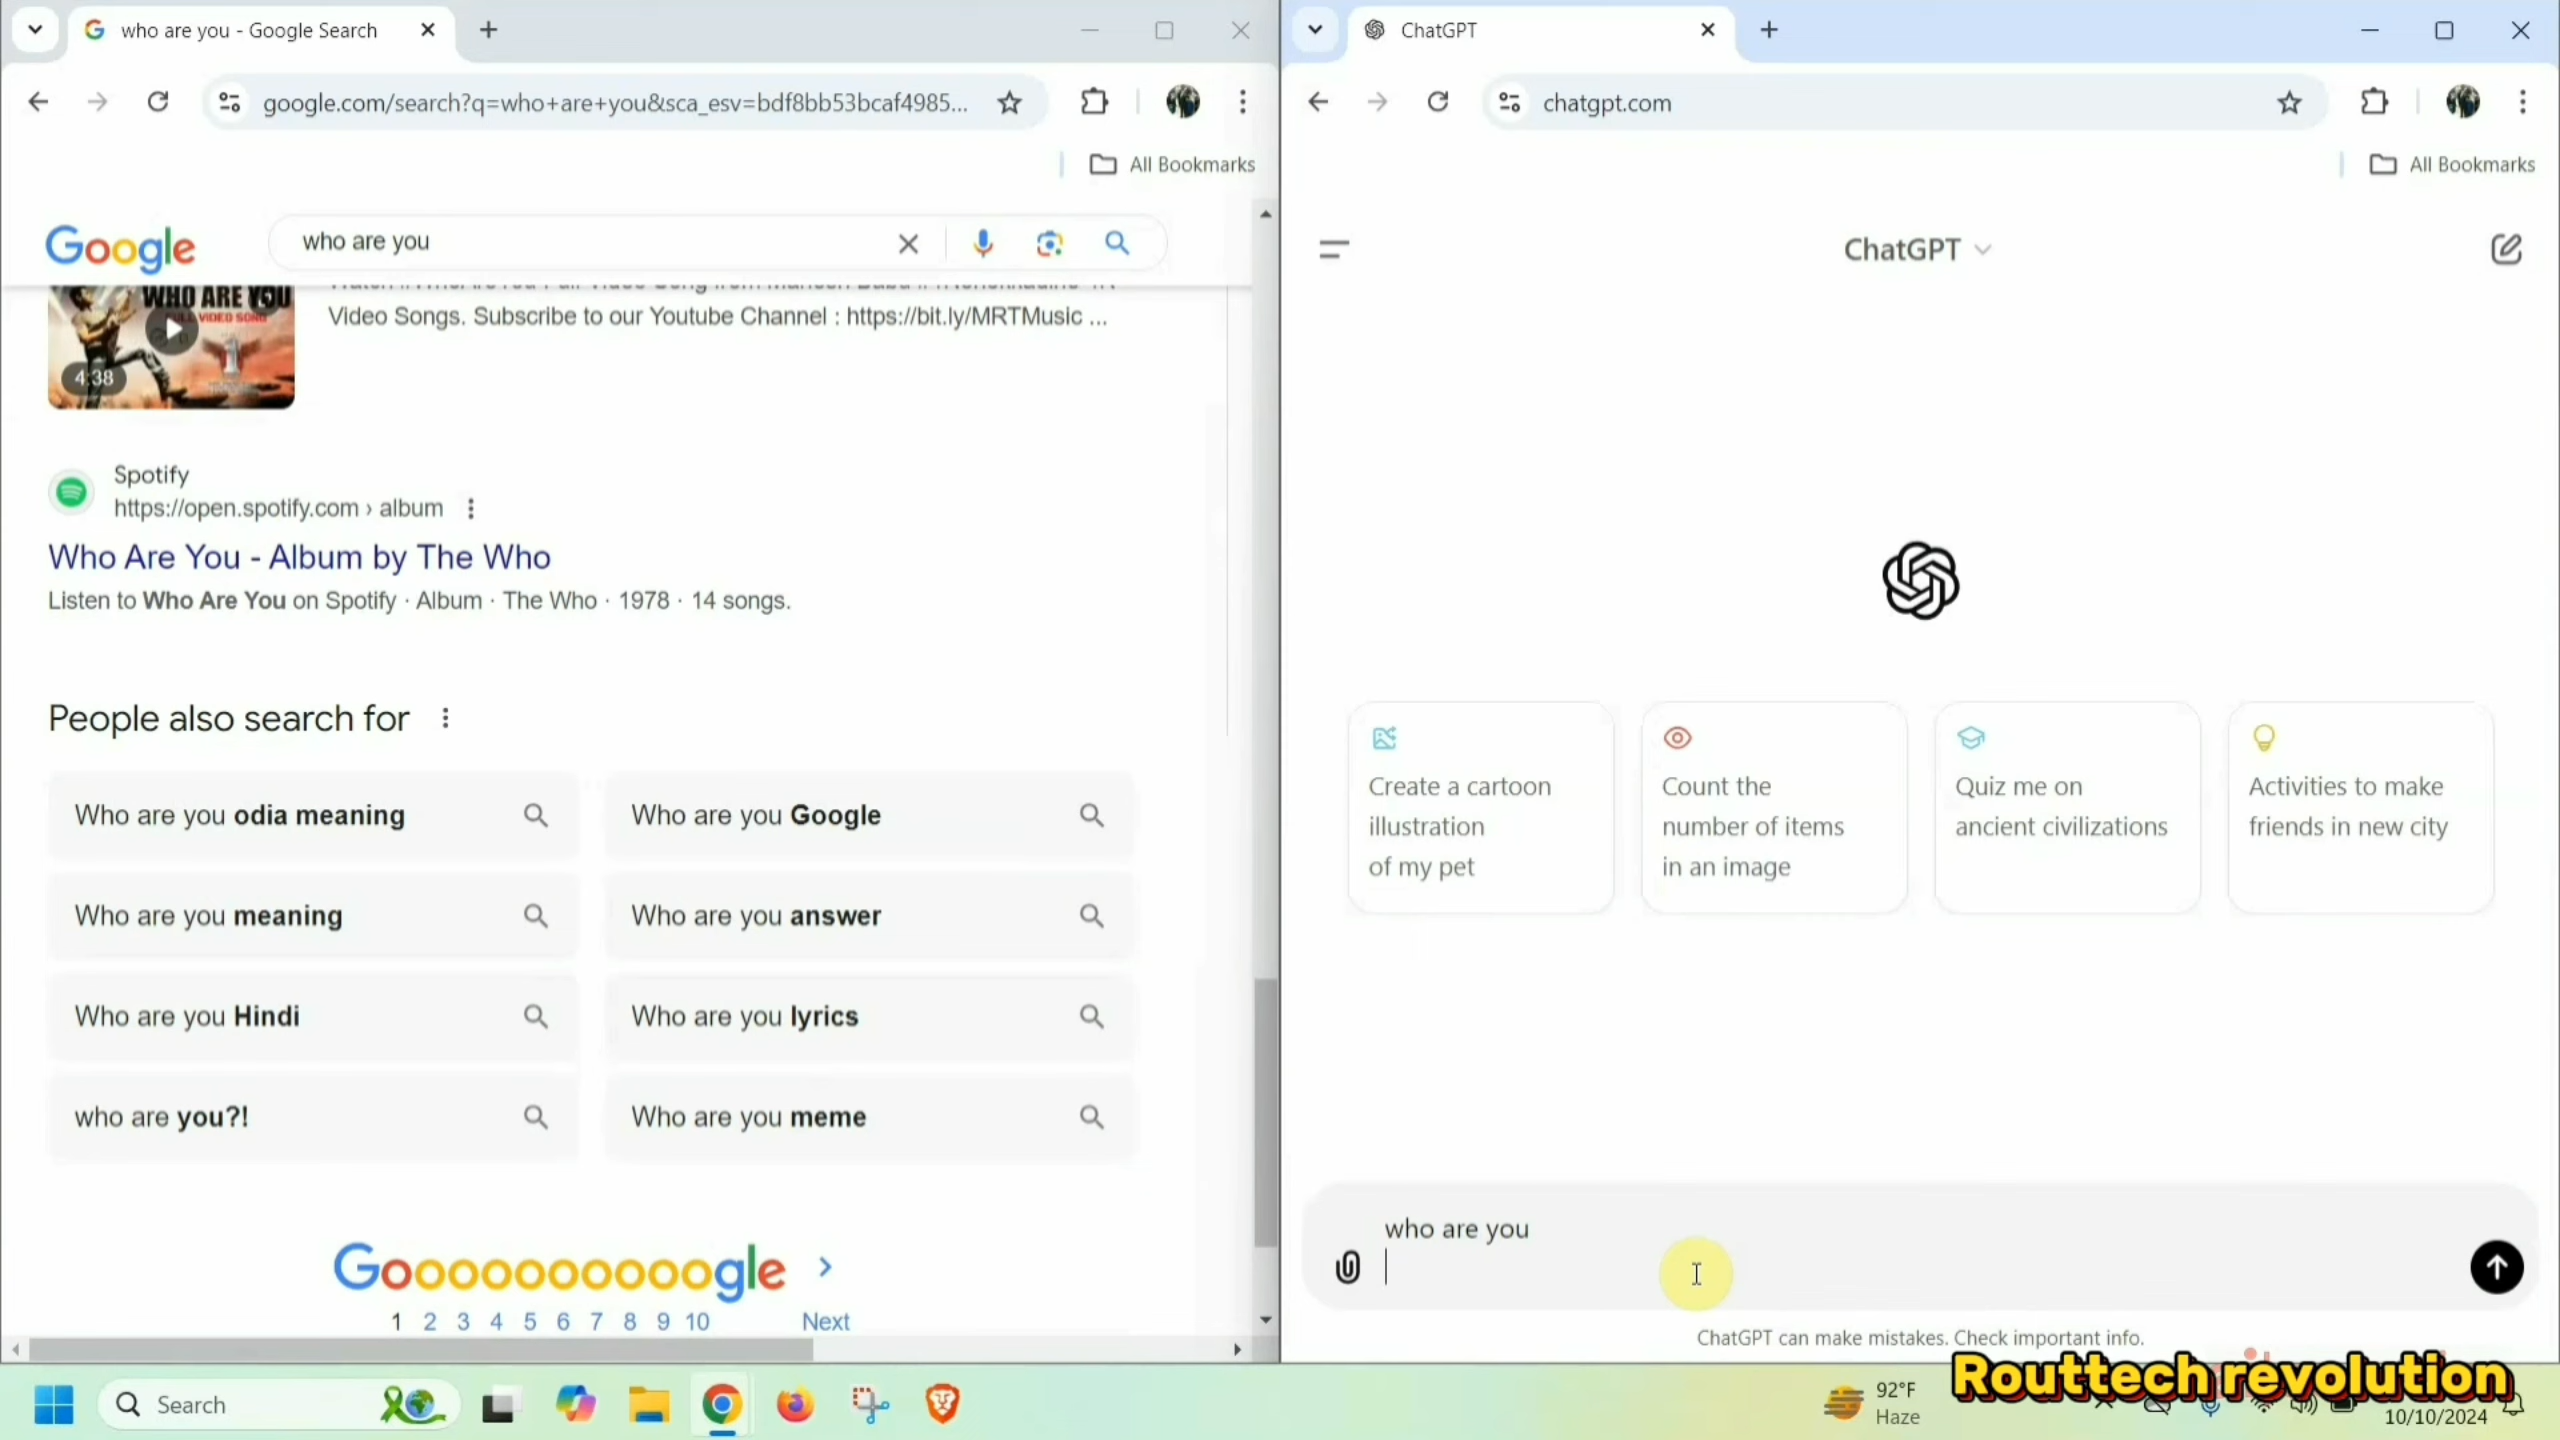 who are you - Google Search
google.com/search?q=who+are+you&sca_esv=bdf8bb53bcaf4985...
All Bookmarks
Google
who are you
WHO ARE YOU
FULL VIDEO SONG
4:38
Video Songs. Subscribe to our Youtube Channel : https://bit.ly/MRTMusic ...
Spotify
https://open.spotify.com › album
Who Are You - Album by The Who
Listen to Who Are You on Spotify · Album · The Who · 1978 · 14 songs.
People also search for
Who are you odia meaning
Who are you Google
Who are you meaning
Who are you answer
Who are you Hindi
Who are you lyrics
who are you?!
Who are you meme
Goooooooooogle
1 2 3 4 5 6 7 8 9 10 Next
ChatGPT
chatgpt.com
All Bookmarks
ChatGPT
Create a cartoon
illustration
of my pet
Count the
number of items
in an image
Quiz me on
ancient civilizations
Activities to make
friends in new city
who are you
ChatGPT can make mistakes. Check important info.
Search
92°F
Haze
Routtech revolution
10/10/2024